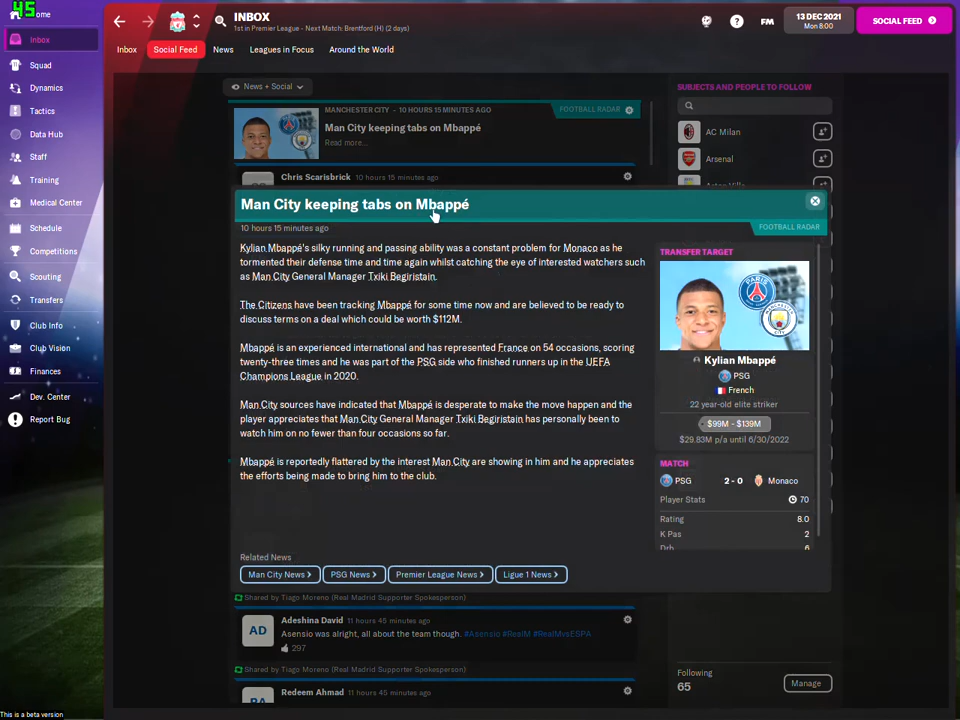 45
Home
INBOX
1st in Premier League - Next Match: Brentford (H) (2 days)
?
FM
13 DEC 2021
Mon 8:00
SOCIAL FEED
Inbox
Social Feed
News
Leagues in Focus
Around the World
Inbox
Squad
Dynamics
Tactics
Data Hub
Staff
Training
Medical Center
Schedule
Competitions
Scouting
Transfers
Club Info
Club Vision
Finances
Dev. Center
Report Bug
This is a beta version
News + Social
MANCHESTER CITY - 10 HOURS 15 MINUTES AGO
FOOTBALL RADAR
Man City keeping tabs on Mbappé
Read more...
Chris Scarisbrick 10 hours 15 minutes ago
SUBJECTS AND PEOPLE TO FOLLOW
AC Milan
Arsenal
Man City keeping tabs on Mbappé
10 hours 15 minutes ago
FOOTBALL RADAR
Kylian Mbappé's silky running and passing ability was a constant problem for Monaco as he
tormented their defense time and time again whilst catching the eye of interested watchers such
as Man City General Manager Txiki Begiristain.
The Citizens have been tracking Mbappé for some time now and are believed to be ready to
discuss terms on a deal which could be worth $112M.
Mbappé is an experienced international and has represented France on 54 occasions, scoring
twenty-three times and he was part of the PSG side who finished runners up in the UEFA
Champions League in 2020.
Man City sources have indicated that Mbappé is desperate to make the move happen and the
player appreciates that Man City General Manager Txiki Begiristain has personally been to
watch him on no fewer than four occasions so far.
Mbappé is reportedly flattered by the interest Man City are showing in him and he appreciates
the efforts being made to bring him to the club.
Related News
Man City News
PSG News
Premier League News
Ligue 1 News
TRANSFER TARGET
Kylian Mbappé
PSG
French
22 year-old elite striker
$99M - $139M
$29.83M p/a until 6/30/2022
MATCH
PSG 2 - 0 Monaco
Player Stats 70
Rating 8.0
K Pas 2
Drb 6
Shared by Tiago Moreno (Real Madrid Supporter Spokesperson)
AD
Adeshina David 11 hours 45 minutes ago
Asensio was alright, all about the team though. #Asensio #RealM #RealMvsESPA
297
Shared by Tiago Moreno (Real Madrid Supporter Spokesperson)
Redeem Ahmad 11 hours 45 minutes ago
Following
65
Manage